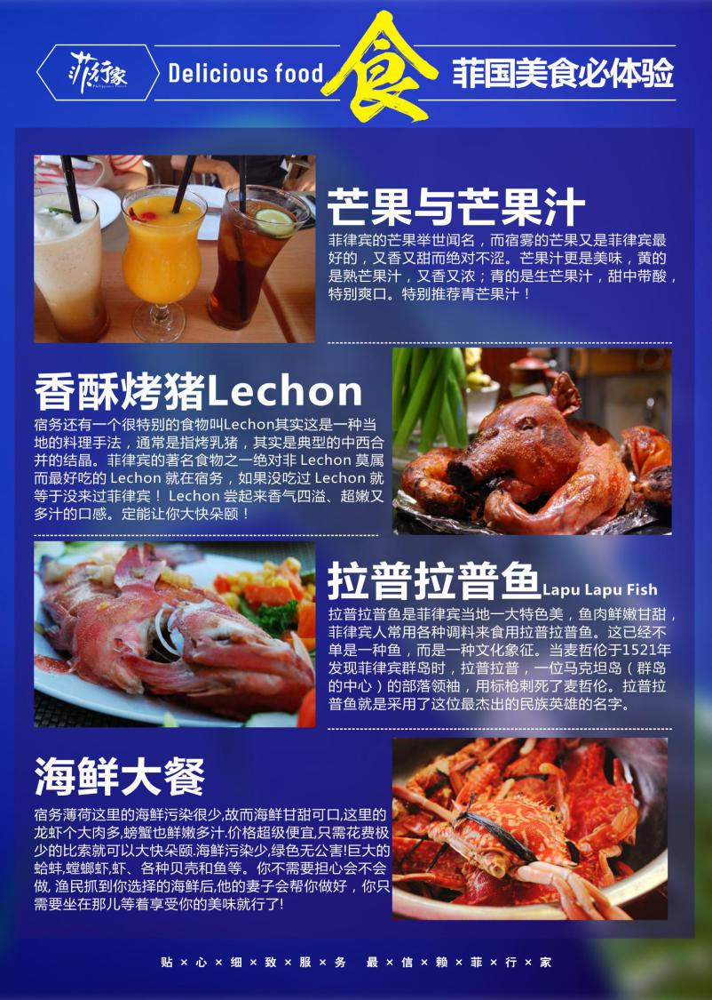 菲行家
Delicious food
食
菲国美食必体验
芒果与芒果汁
菲律宾的芒果举世闻名，而宿雾的芒果又是菲律宾最
好的，又香又甜而绝对不涩。芒果汁更是美味，黄的
是熟芒果汁，又香又浓；青的是生芒果汁，甜中带酸，
特别爽口。特别推荐青芒果汁！
香酥烤猪Lechon
宿务还有一个很特别的食物叫Lechon其实这是一种当
地的料理手法，通常是指烤乳猪，其实是典型的中西合
并的结晶。菲律宾的著名食物之一绝对非 Lechon 莫属
而最好吃的 Lechon 就在宿务，如果没吃过 Lechon 就
等于没来过菲律宾！ Lechon 尝起来香气四溢、超嫩又
多汁的口感。定能让你大快朵颐！
拉普拉普鱼Lapu Lapu Fish
拉普拉普鱼是菲律宾当地一大特色美，鱼肉鲜嫩甘甜，
菲律宾人常用各种调料来食用拉普拉普鱼。这已经不
单是一种鱼，而是一种文化象征。当麦哲伦于1521年
发现菲律宾群岛时，拉普拉普，一位马克坦岛（群岛
的中心）的部落领袖，用标枪刺死了麦哲伦。拉普拉
普鱼就是采用了这位最杰出的民族英雄的名字。
海鲜大餐
宿务薄荷这里的海鲜污染很少,故而海鲜甘甜可口,这里的
龙虾个大肉多,螃蟹也鲜嫩多汁.价格超级便宜,只需花费极
少的比索就可以大快朵颐.海鲜污染少,绿色无公害!巨大的
蛤蚌,螳螂虾,虾、各种贝壳和鱼等。你不需要担心会不会
做, 渔民抓到你选择的海鲜后,他的妻子会帮你做好，你只
需要坐在那儿等着享受你的美味就行了!
贴×心×细×致×服×务 最×信×赖×菲×行×家